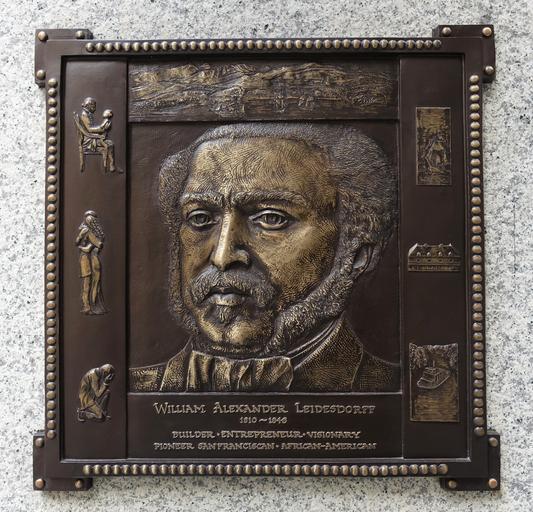 WILLIAM ALEXANDER LEIDESDORFF
1810~1848
BUILDER·ENTREPRENEUR·VISIONARY
PIONEER SAN FRANCISCAN·AFRICAN-AMERICAN